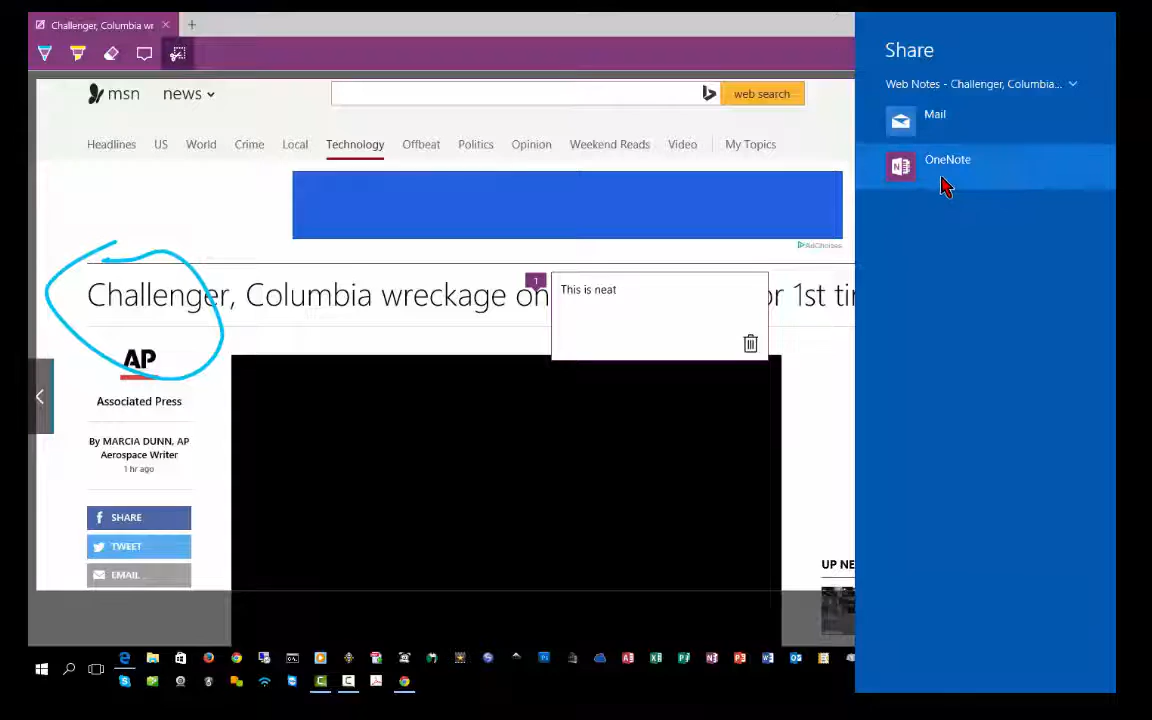 Challenger, Columbia wr
Share
Web Notes - Challenger, Columbia...
Mail
OneNote
msn news
web search
Headlines US World Crime Local Technology Offbeat Politics Opinion Weekend Reads Video My Topics
AdChoices
Challenger, Columbia wreckage on
or 1st ti
1
This is neat
AP
Associated Press
By MARCIA DUNN, AP
Aerospace Writer
1 hr ago
SHARE
TWEET
EMAIL
UP NE